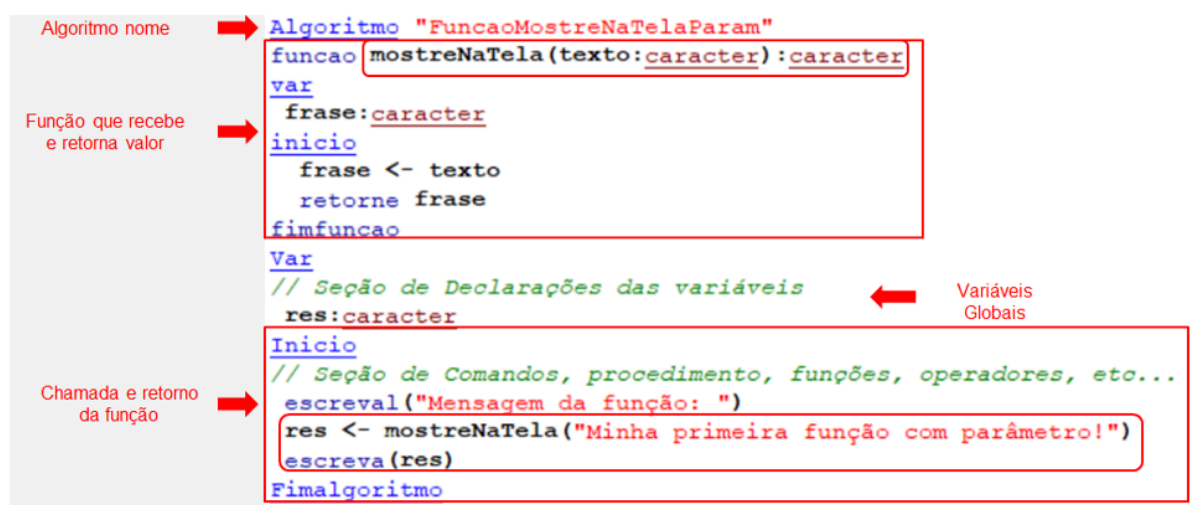 Algoritmo nome
Algoritmo "FuncaoMostreNaTelaParam"
funcao mostreNaTela(texto:caracter):caracter
var
frase:caracter
Função que recebe
e retorna valor
inicio
frase <- texto
retorne frase
fimfuncao
Var
// Seção de Declarações das variáveis
Variáveis
Globais
res:caracter
Inicio
// Seção de Comandos, procedimento, funções, operadores, etc...
Chamada e retorno
da função
escreval("Mensagem da função: ")
res <- mostreNaTela("Minha primeira função com parâmetro!")
escreva(res)
Fimalgoritmo